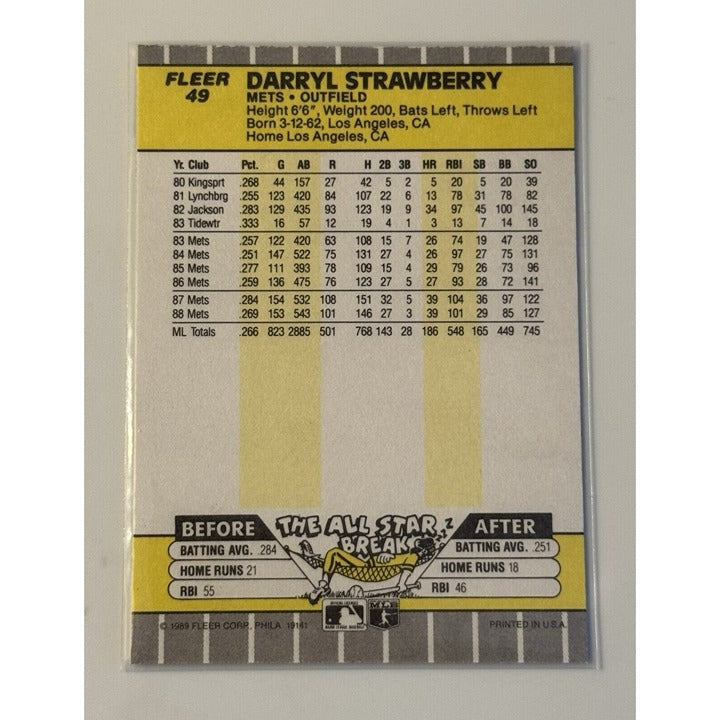 FLEER
49
DARRYL STRAWBERRY
METS • OUTFIELD
Height 6'6", Weight 200, Bats Left, Throws Left
Born 3-12-62, Los Angeles, CA
Home Los Angeles, CA
Yr. Club Pct. G AB R H 2B 3B HR RBI SB BB SO
80 Kingsprt .268 44 157 27 42 5 2 5 20 5 20 39
81 Lynchbrg .255 123 420 84 107 22 6 13 78 31 78 82
82 Jackson .283 129 435 93 123 19 9 34 97 45 100 145
83 Tidewtr .333 16 57 12 19 4 1 3 13 7 14 18
83 Mets .257 122 420 63 108 15 7 26 74 19 47 128
84 Mets .251 147 522 75 131 27 4 26 97 27 75 131
85 Mets .277 111 393 78 109 15 4 29 79 26 73 96
86 Mets .259 136 475 76 123 27 5 27 93 28 72 141
87 Mets .284 154 532 108 151 32 5 39 104 36 97 122
88 Mets .269 153 543 101 146 27 3 39 101 29 85 127
ML Totals .266 823 2885 501 768 143 28 186 548 165 449 745
BEFORE THE ALL STAR BREAK AFTER
BATTING AVG. .284 BATTING AVG. .251
HOME RUNS 21 HOME RUNS 18
RBI 55 RBI 46
© 1989 FLEER CORP., PHILA. 19141 PRINTED IN U.S.A.